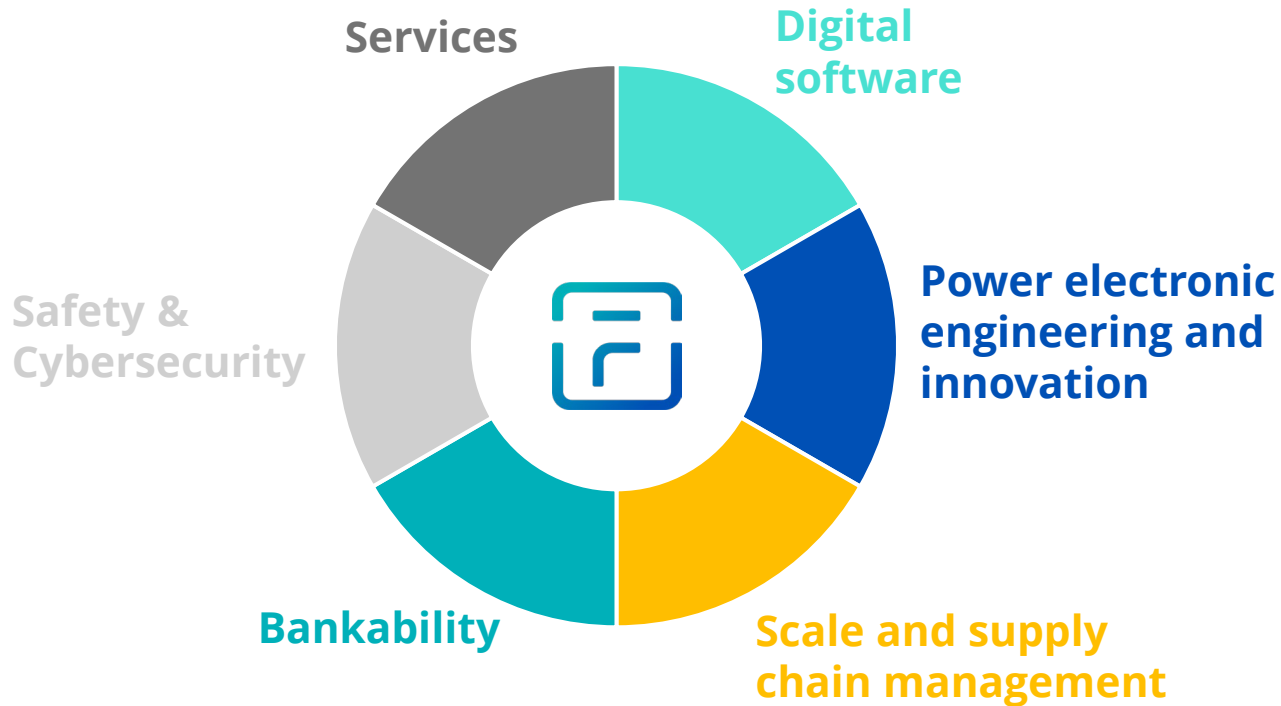 Services
Digital
software
Power electronic
engineering and
innovation
Safety &
Cybersecurity
Bankability
Scale and supply
chain management